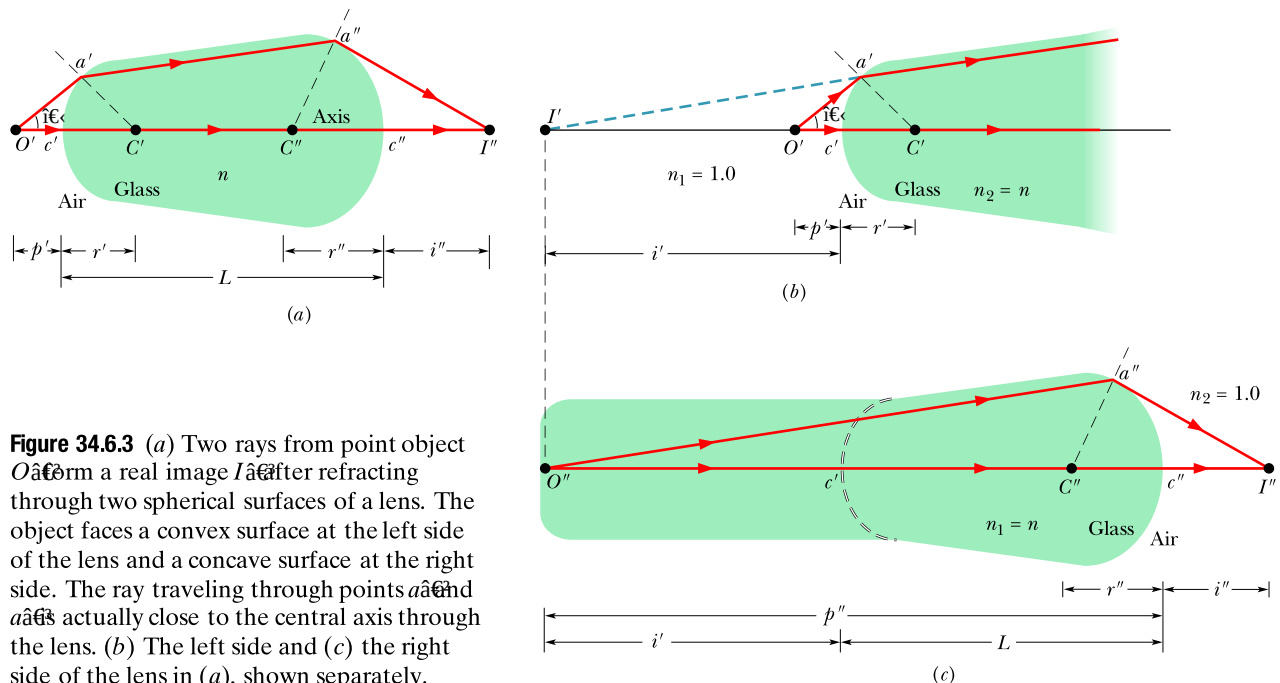 a′
a″
î€‹
Axis
O′
c′
C′
C″
c″
I″
n
Glass
Air
p′
r′
r″
i″
L
(a)
I′
a′
î€‹
O′
c′
C′
n1 = 1.0
Glass
n2 = n
Air
p′
r′
i′
(b)
a″
n2 = 1.0
O″
c′
C″
c″
I″
n1 = n
Glass
Air
r″
i″
p″
i′
L
(c)
Figure 34.6.3 (a) Two rays from point object
O form a real image I after refracting
through two spherical surfaces of a lens. The
object faces a convex surface at the left side
of the lens and a concave surface at the right
side. The ray traveling through points a and
a is actually close to the central axis through
the lens. (b) The left side and (c) the right
side of the lens in (a), shown separately.